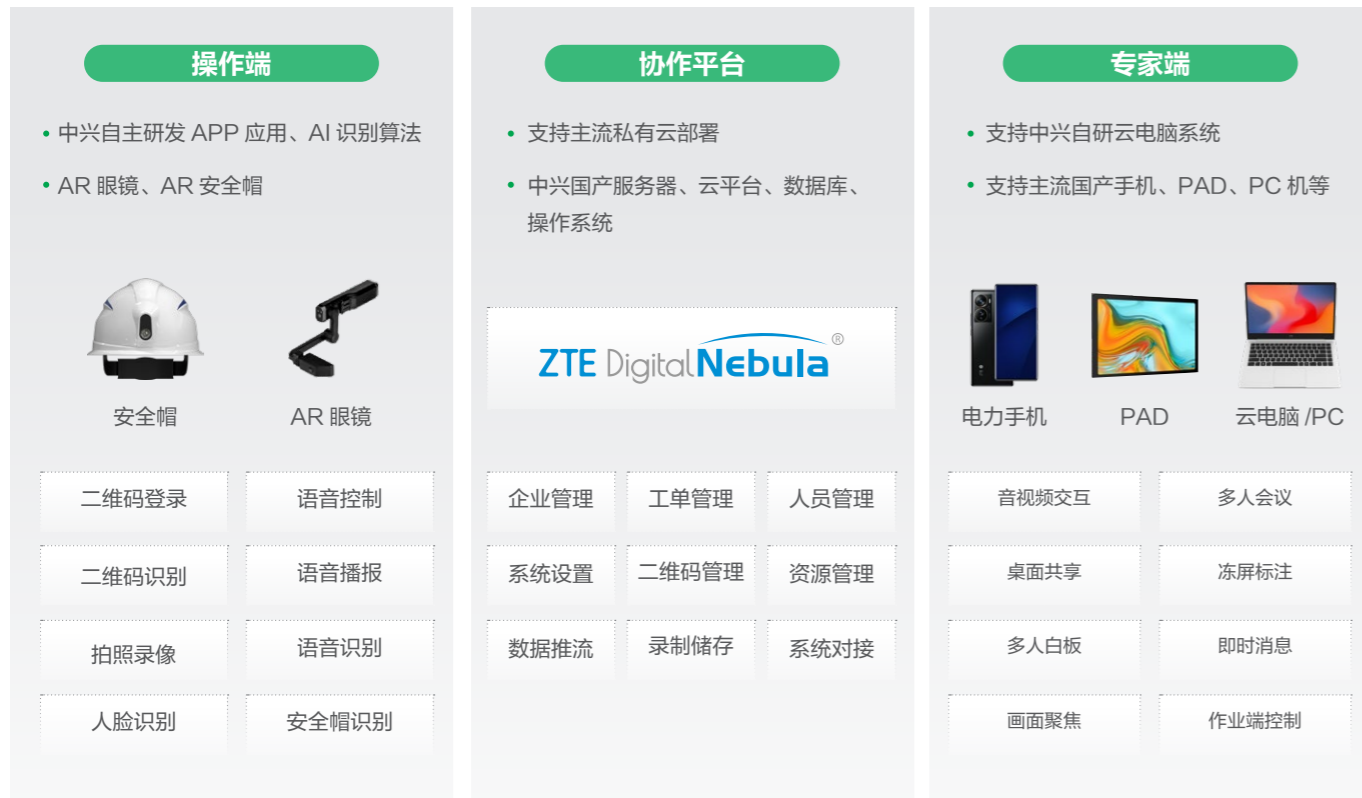 操作端
• 中兴自主研发 APP 应用、AI 识别算法
• AR 眼镜、AR 安全帽
安全帽
AR 眼镜
二维码登录
语音控制
二维码识别
语音播报
拍照录像
语音识别
人脸识别
安全帽识别
协作平台
• 支持主流私有云部署
• 中兴国产服务器、云平台、数据库、
操作系统
ZTE DigitalNebula®
企业管理
工单管理
人员管理
系统设置
二维码管理
资源管理
数据推流
录制储存
系统对接
专家端
• 支持中兴自研云电脑系统
• 支持主流国产手机、PAD、PC 机等
电力手机
PAD
云电脑 /PC
音视频交互
多人会议
桌面共享
冻屏标注
多人白板
即时消息
画面聚焦
作业端控制